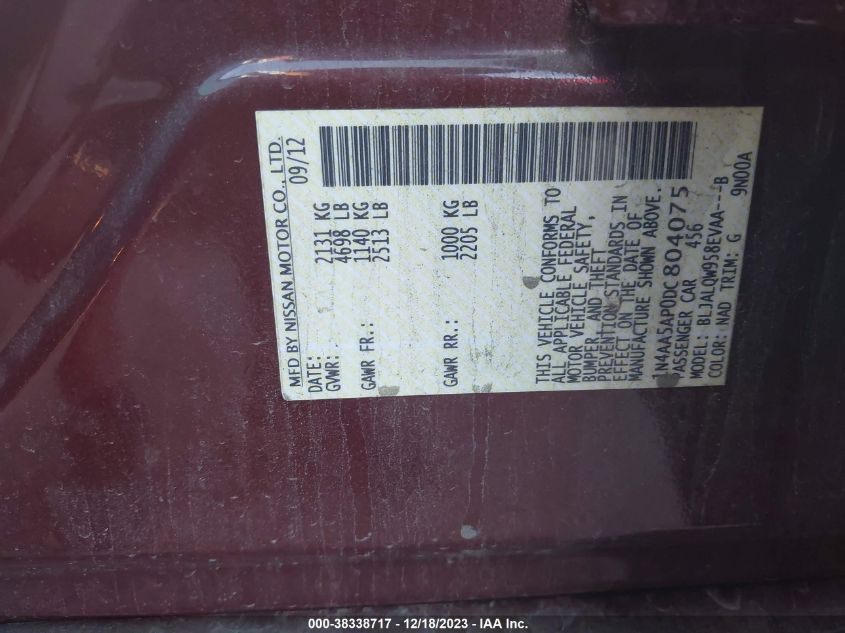 MFD BY NISSAN MOTOR CO., LTD.
DATE: 09/12
GVWR: 2131 KG
4698 LB
GAWR FR.: 1140 KG
2513 LB
GAWR RR.: 1000 KG
2205 LB
THIS VEHICLE CONFORMS TO
ALL APPLICABLE FEDERAL
MOTOR VEHICLE SAFETY,
BUMPER AND THEFT
PREVENTION STANDARDS IN
EFFECT ON THE DATE OF
MANUFACTURE SHOWN ABOVE.
1N4AA5AP0DC804075
PASSENGER CAR 456
MODEL: BLJALQW958EVAA---B
COLOR: NAD TRIM: G 9N00A
000-38338717 - 12/18/2023 - IAA Inc.